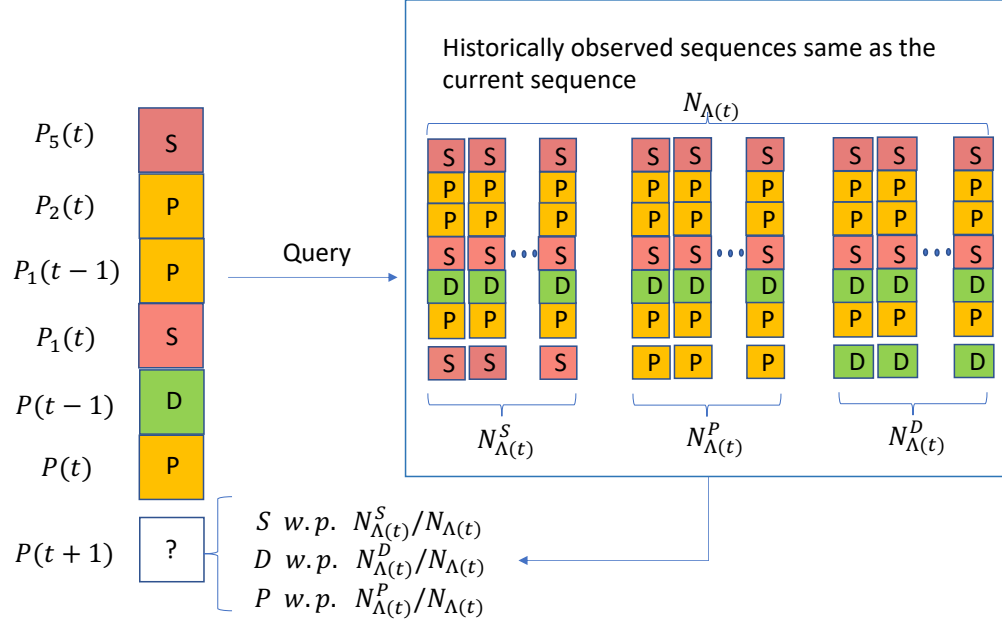 Historically observed sequences same as the
current sequence
N_Λ(t)
P_5(t) S
P_2(t) P
P_1(t − 1) P
P_1(t) S
P(t − 1) D
P(t) P
P(t + 1) ?
Query
S S S S S S S S S
P P P P P P P P P
P P P P P P P P P
S S ••• S S S ••• S S S ••• S
D D D D D D D D D
P P P P P P P P P
S S S P P P D D D
N^S_Λ(t) N^P_Λ(t) N^D_Λ(t)
S w.p. N^S_Λ(t)/N_Λ(t)
D w.p. N^D_Λ(t)/N_Λ(t)
P w.p. N^P_Λ(t)/N_Λ(t)